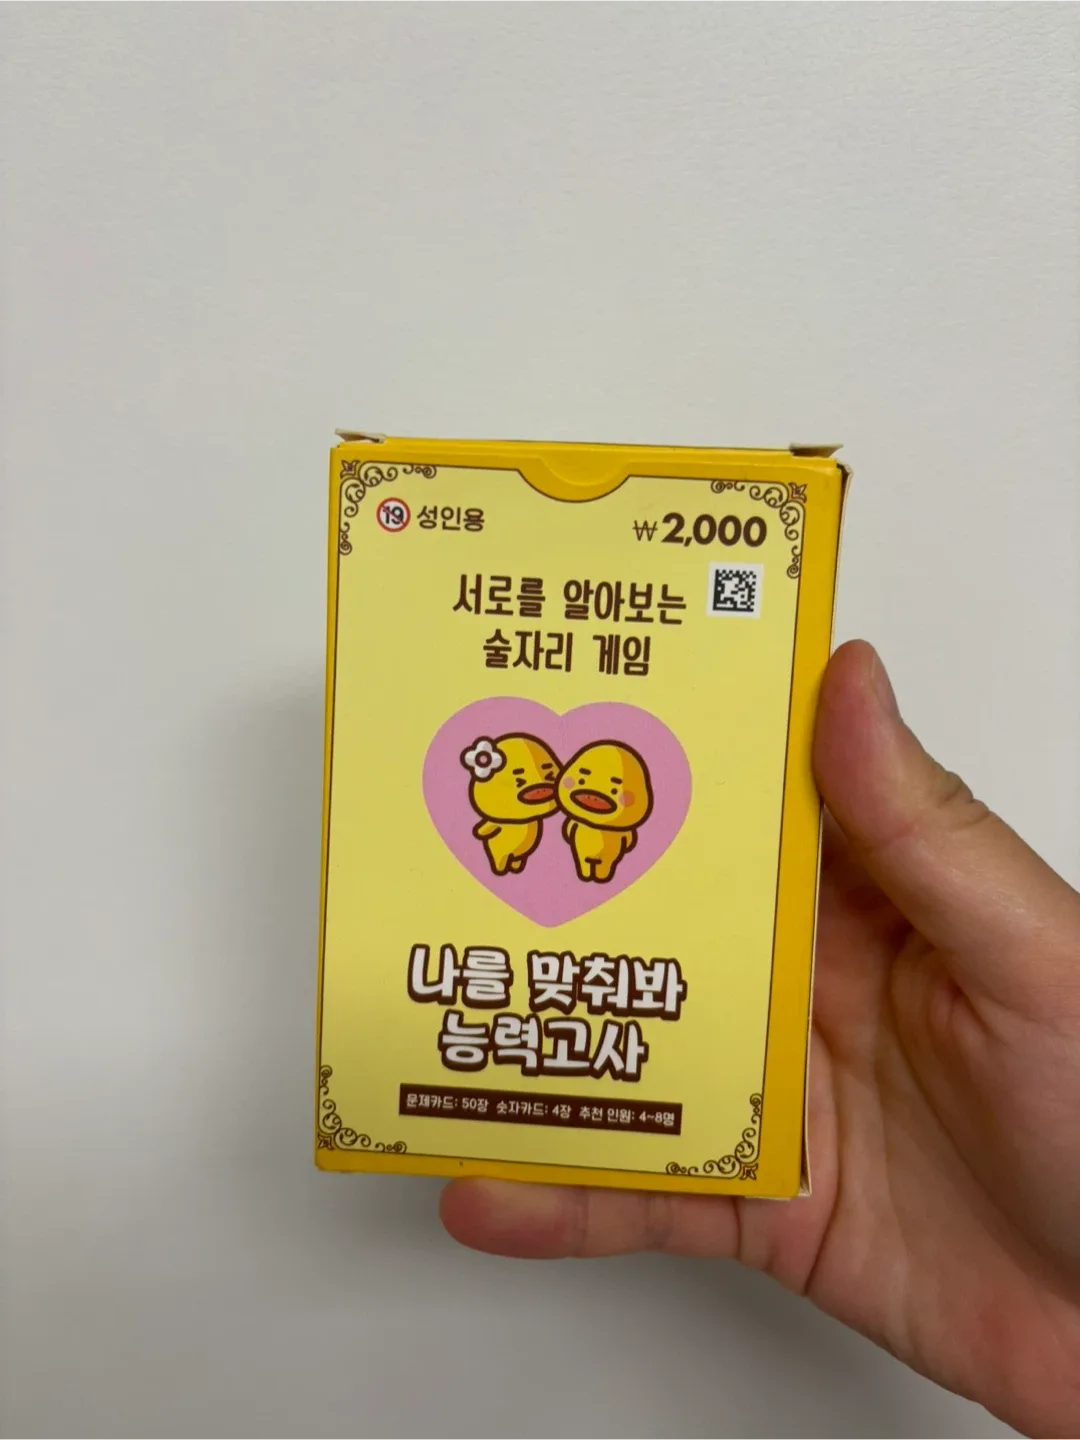 19 성인용
₩2,000
서로를 알아보는
술자리 게임
나를 맞춰봐
능력고사
문제카드: 50장 숫자카드: 4장 추천 인원: 4~8명